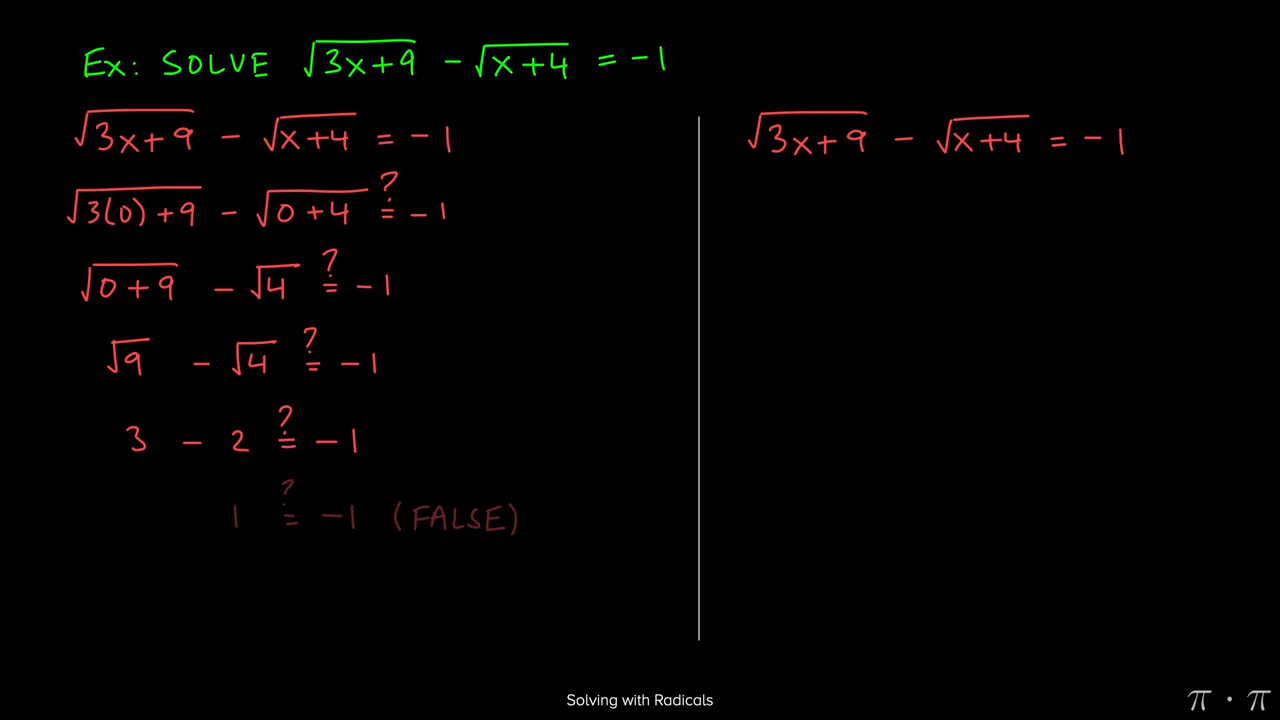 Ex: SOLVE √(3x+9) - √(x+4) = -1
√(3x+9) - √(x+4) = -1
√(3(0)+9) - √(0+4) ≟ -1
√(0+9) - √4 ≟ -1
√9 - √4 ≟ -1
3 - 2 ≟ -1
1 ≟ -1 (FALSE)
√(3x+9) - √(x+4) = -1
Solving with Radicals
π · π